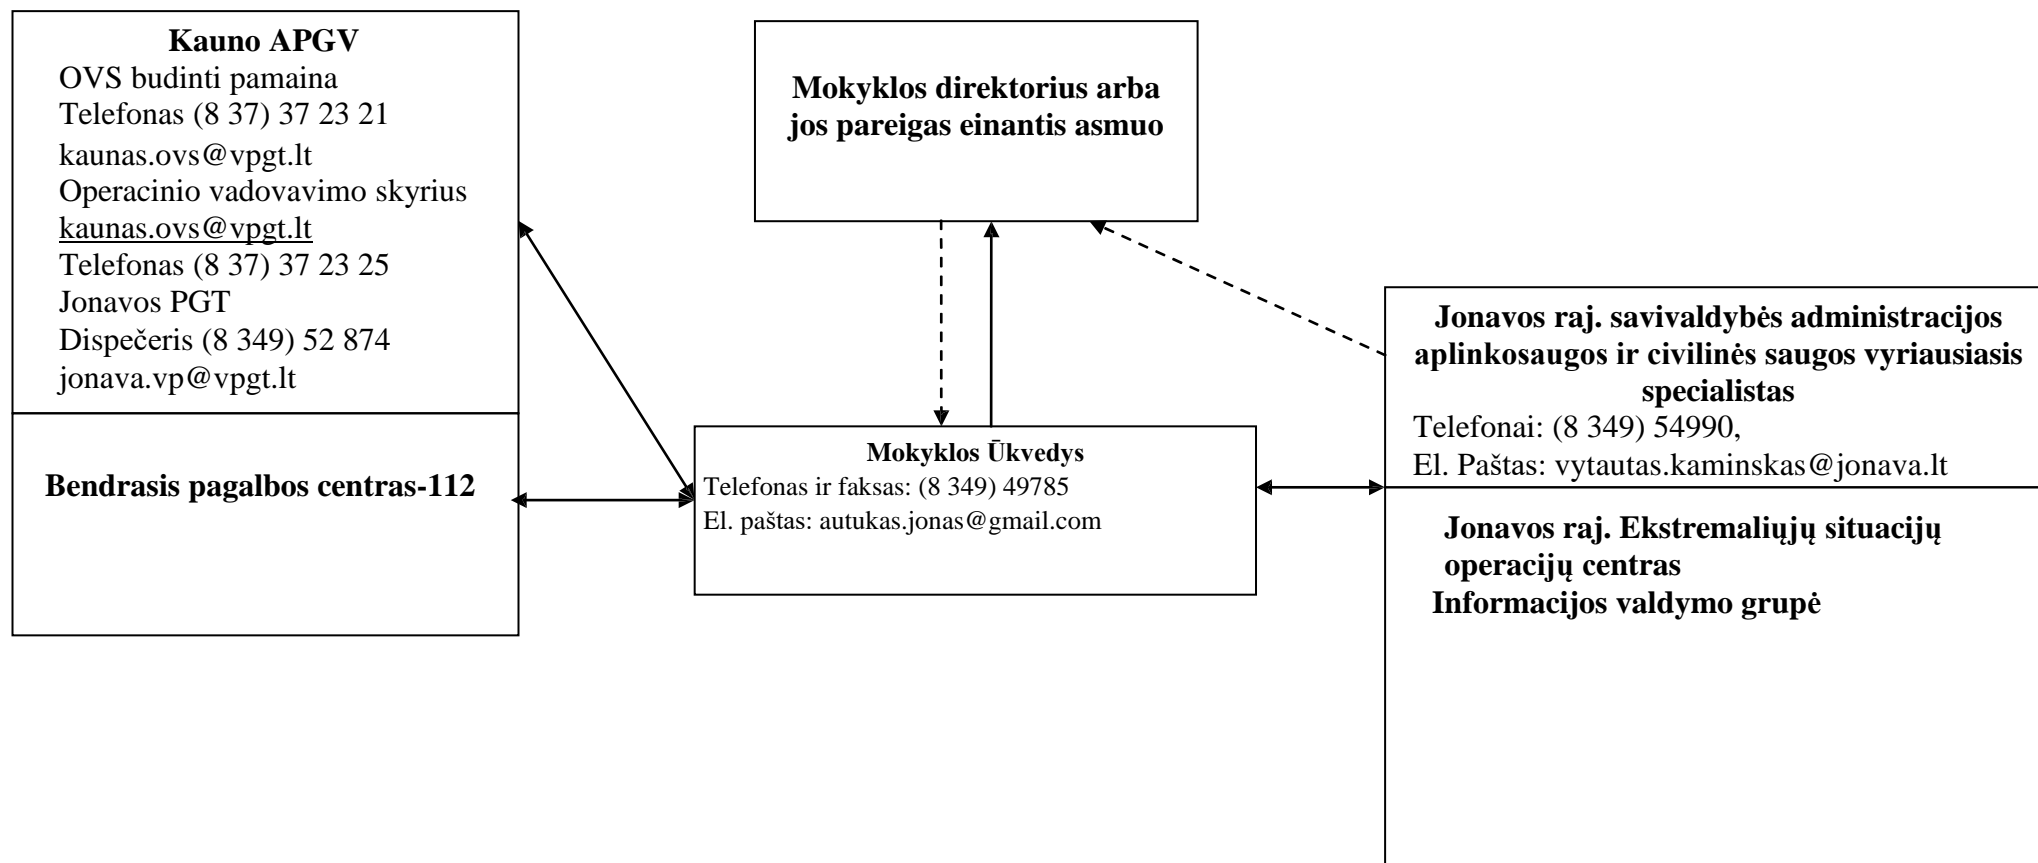 Kauno APGV
OVS budinti pamaina
Telefonas (8 37) 37 23 21
kaunas.ovs@vpgt.lt
Operacinio vadovavimo skyrius
kaunas.ovs@vpgt.lt
Telefonas (8 37) 37 23 25
Jonavos PGT
Dispečeris (8 349) 52 874
jonava.vp@vpgt.lt
Bendrasis pagalbos centras-112
Mokyklos direktorius arba
jos pareigas einantis asmuo
Mokyklos Ūkvedys
Telefonas ir faksas: (8 349) 49785
El. paštas: autukas.jonas@gmail.com
Jonavos raj. savivaldybės administracijos
aplinkosaugos ir civilinės saugos vyriausiasis
specialistas
Telefonai: (8 349) 54990,
El. Paštas: vytautas.kaminskas@jonava.lt
Jonavos raj. Ekstremaliųjų situacijų
operacijų centras
Informacijos valdymo grupė